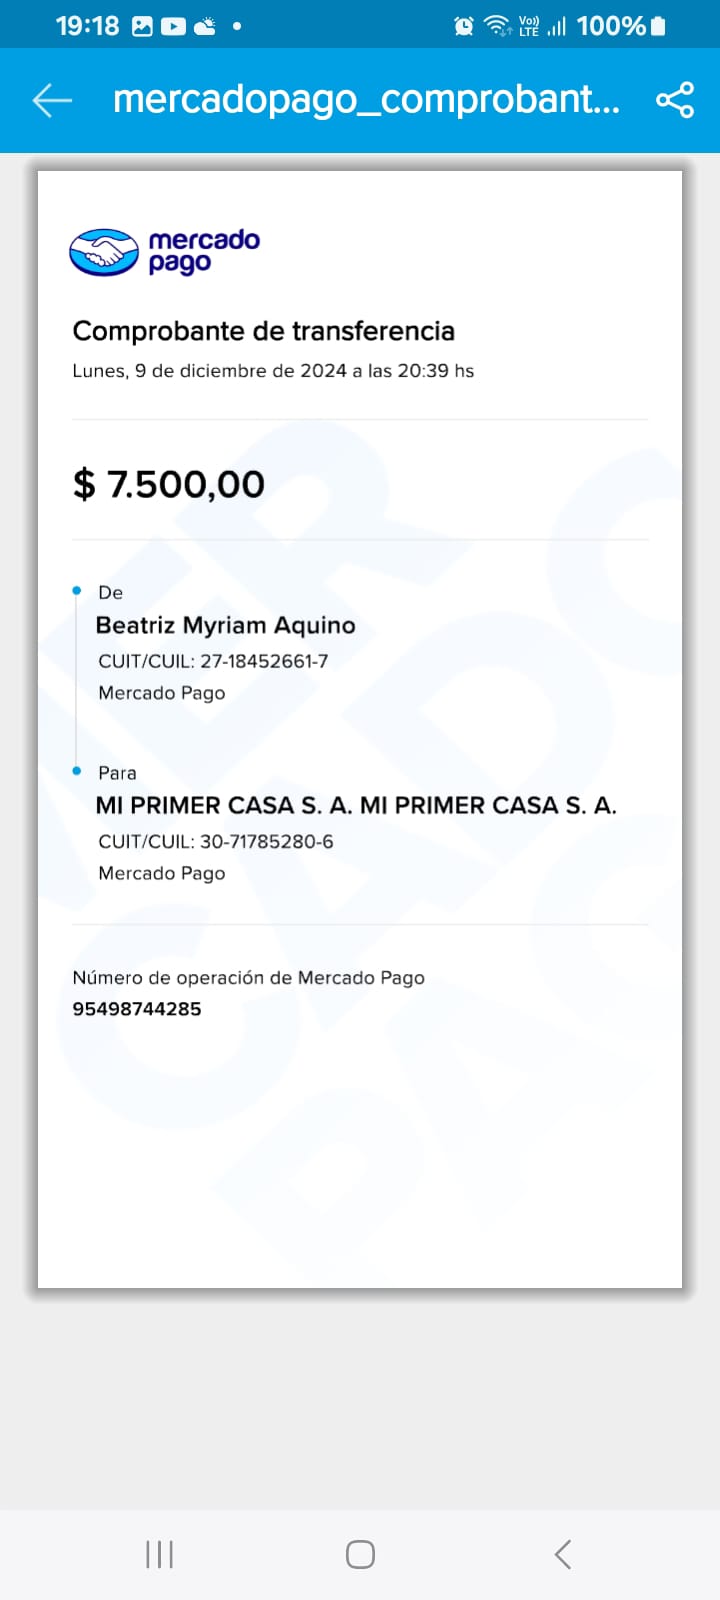 19:18 Vo)) LTE 100%
mercadopago_comprobant...
mercado
pago
Comprobante de transferencia
Lunes, 9 de diciembre de 2024 a las 20:39 hs
$ 7.500,00
De
Beatriz Myriam Aquino
CUIT/CUIL: 27-18452661-7
Mercado Pago
Para
MI PRIMER CASA S. A. MI PRIMER CASA S. A.
CUIT/CUIL: 30-71785280-6
Mercado Pago
Número de operación de Mercado Pago
95498744285
MERCADO PAGO